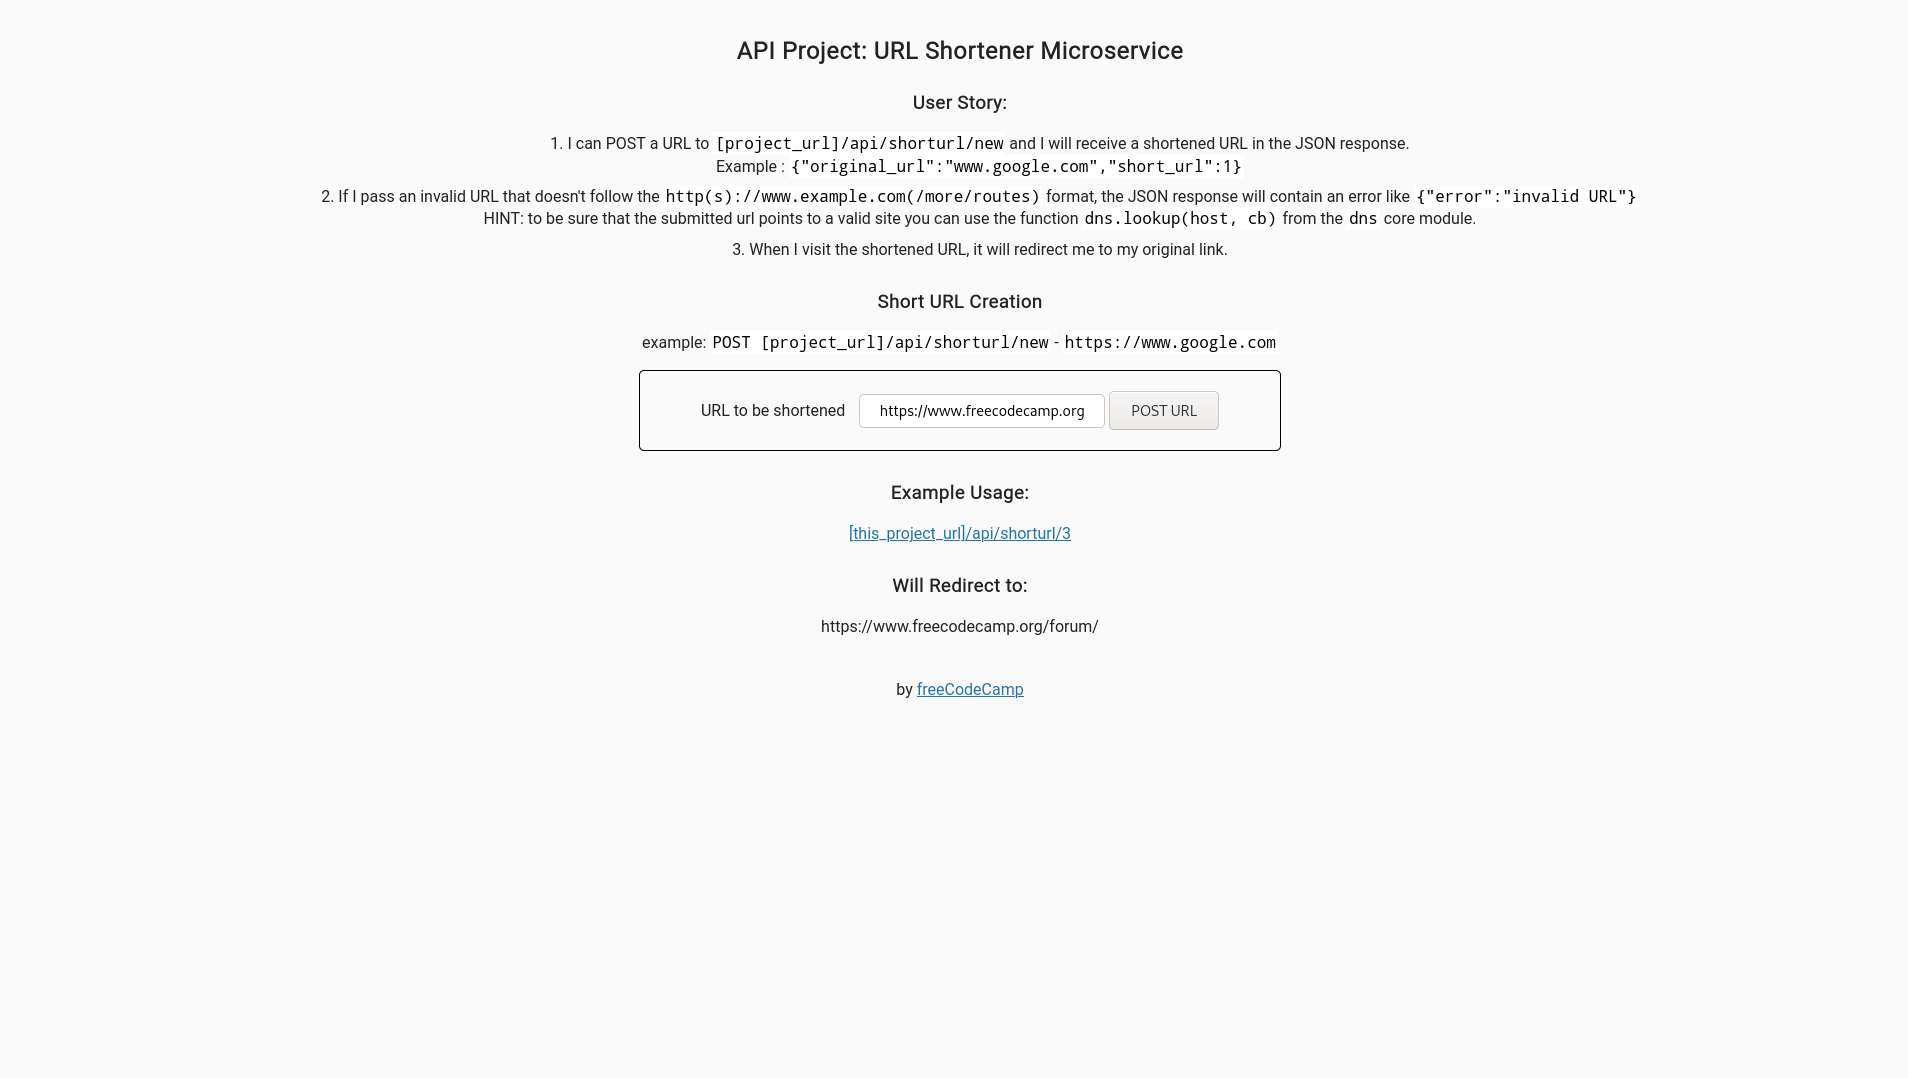 API Project: URL Shortener Microservice
User Story:
1. I can POST a URL to [project_url]/api/shorturl/new and I will receive a shortened URL in the JSON response.
Example : {"original_url":"www.google.com","short_url":1}
2. If I pass an invalid URL that doesn't follow the http(s)://www.example.com(/more/routes) format, the JSON response will contain an error like {"error":"invalid URL"}
HINT: to be sure that the submitted url points to a valid site you can use the function dns.lookup(host, cb) from the dns core module.
3. When I visit the shortened URL, it will redirect me to my original link.
Short URL Creation
example: POST [project_url]/api/shorturl/new - https://www.google.com
URL to be shortened https://www.freecodecamp.org POST URL
Example Usage:
[this_project_url]/api/shorturl/3
Will Redirect to:
https://www.freecodecamp.org/forum/
by freeCodeCamp